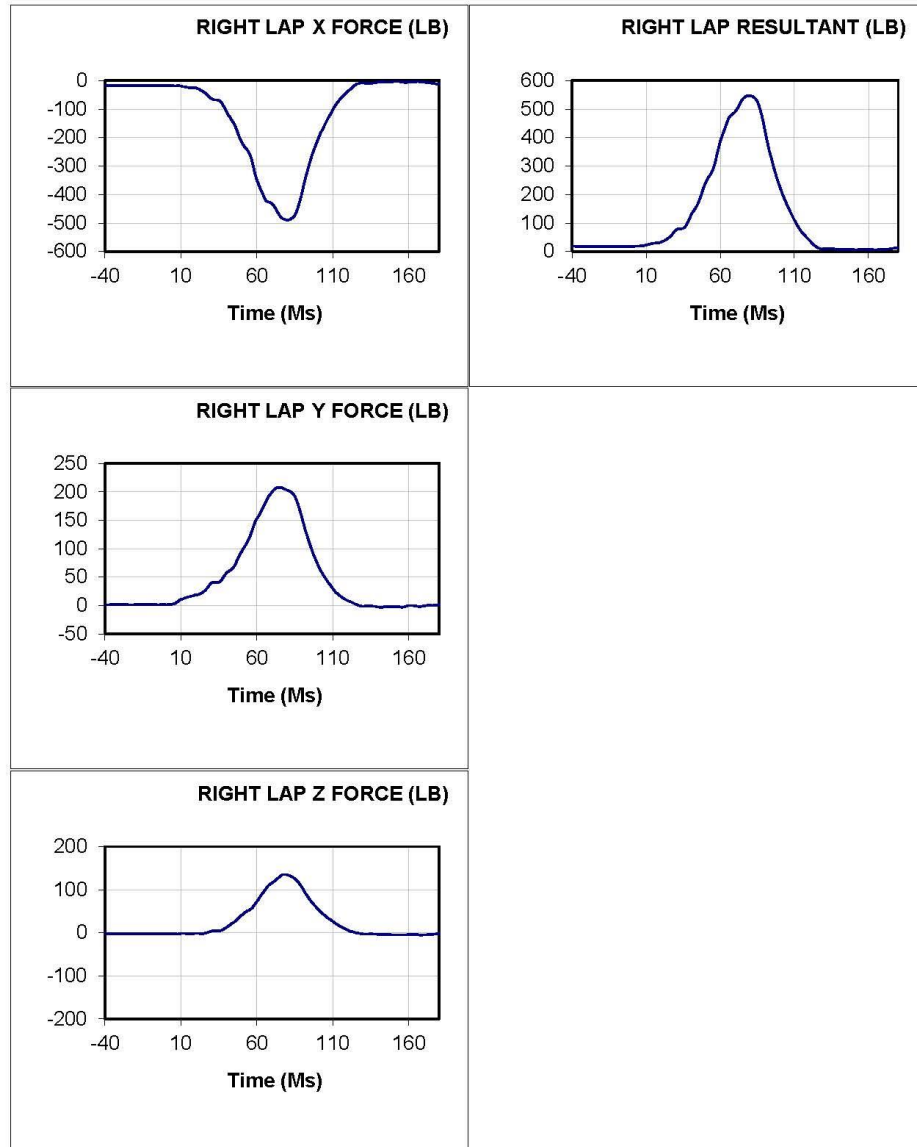 RIGHT LAP X FORCE (LB)
0
-100
-200
-300
-400
-500
-600
-40 10 60 110 160
Time (Ms)
RIGHT LAP RESULTANT (LB)
600
500
400
300
200
100
0
-40 10 60 110 160
Time (Ms)
RIGHT LAP Y FORCE (LB)
250
200
150
100
50
0
-50
-40 10 60 110 160
Time (Ms)
RIGHT LAP Z FORCE (LB)
200
100
0
-100
-200
-40 10 60 110 160
Time (Ms)